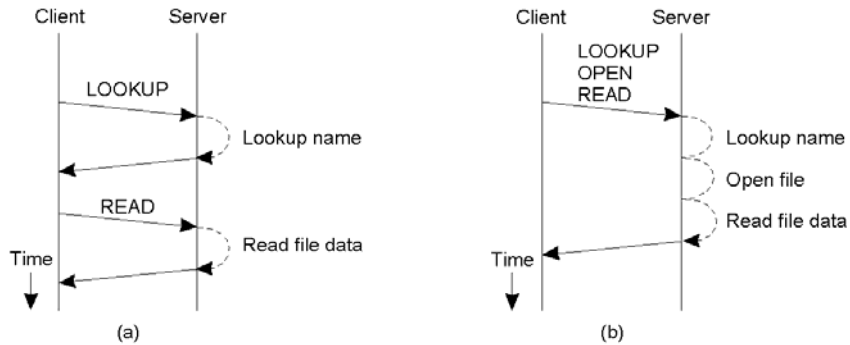 Client Server
LOOKUP
Lookup name
READ
Read file data
Time
(a)
Client Server
LOOKUP
OPEN
READ
Lookup name
Open file
Read file data
Time
(b)